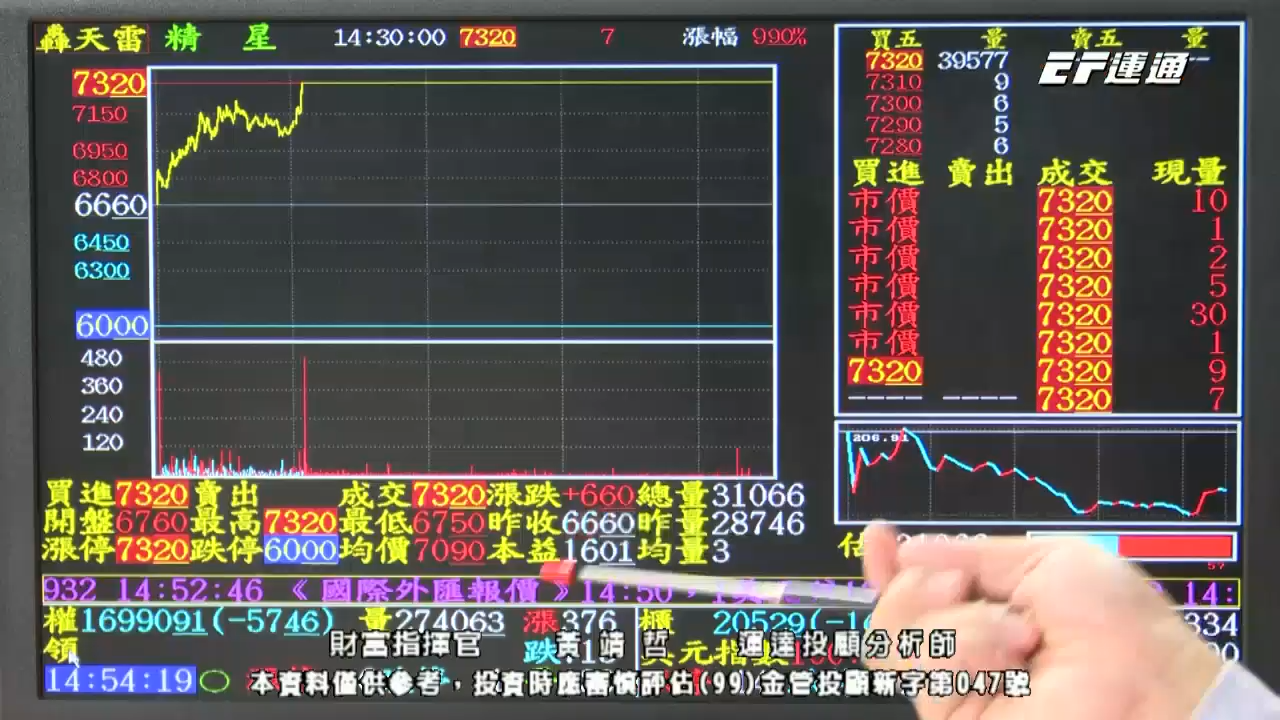 轟天雷 精 星 14:30:00 7320 7 漲幅 990%
7320
7150
6950
6800
6660
6450
6300
6000
480
360
240
120
買五 量 賣五 量
7320 39577
7310 9
7300 6
7290 5
7280 6
EF運通
買進 賣出 成交 現量
市價 7320 10
市價 7320 1
市價 7320 2
市價 7320 5
市價 7320 30
市價 7320 1
7320 7320 9
---- ---- 7320 7
206.91
買進7320賣出 成交7320漲跌+660總量31066
開盤6760最高7320最低6750昨收6660昨量28746
漲停7320跌停6000均價7090本益1601均量3
估
57
932 14:52:46 《國際外匯報價》14:50, 14:
權1699091(-5746) 量274063 漲376 櫃 20529(-1 334
領 跌:
14:54:19
財富指揮官 黃靖哲 運達投顧分析師
本資料僅供參考,投資時應審慎評估(99)金管投顧新字第047號